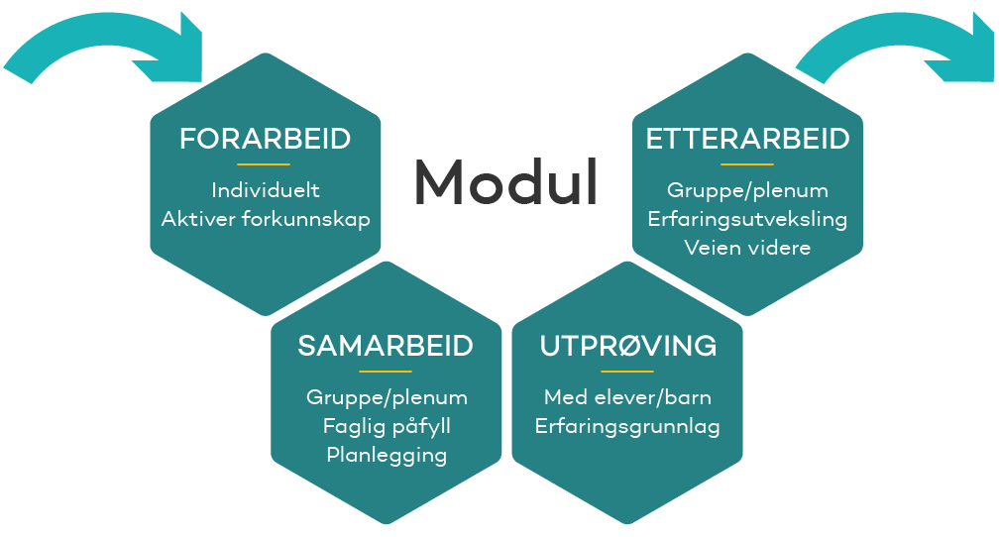 Modul
FORARBEID
Individuelt
Aktiver forkunnskap
SAMARBEID
Gruppe/plenum
Faglig påfyll
Planlegging
UTPRØVING
Med elever/barn
Erfaringsgrunnlag
ETTERARBEID
Gruppe/plenum
Erfaringsutveksling
Veien videre